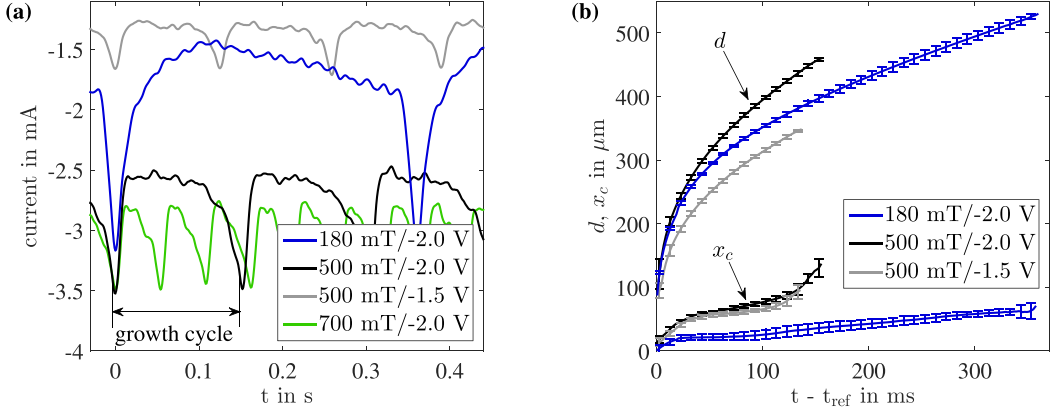 (a)
-1.5
-2
-2.5
-3
-3.5
-4
current in mA
0
0.1
0.2
0.3
0.4
t in s
growth cycle
180 mT/-2.0 V
500 mT/-2.0 V
500 mT/-1.5 V
700 mT/-2.0 V
(b)
500
400
300
200
100
0
d, x_c in μm
0
100
200
300
t - t_ref in ms
d
x_c
180 mT/-2.0 V
500 mT/-2.0 V
500 mT/-1.5 V